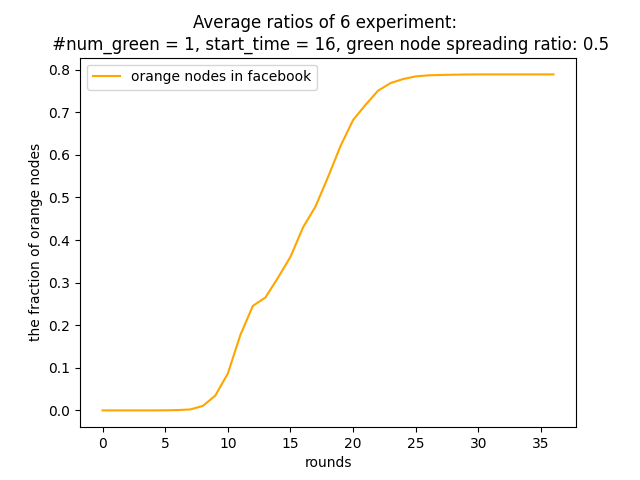 Average ratios of 6 experiment:
#num_green = 1, start_time = 16, green node spreading ratio: 0.5
orange nodes in facebook
the fraction of orange nodes
0.8
0.7
0.6
0.5
0.4
0.3
0.2
0.1
0.0
0 5 10 15 20 25 30 35
rounds